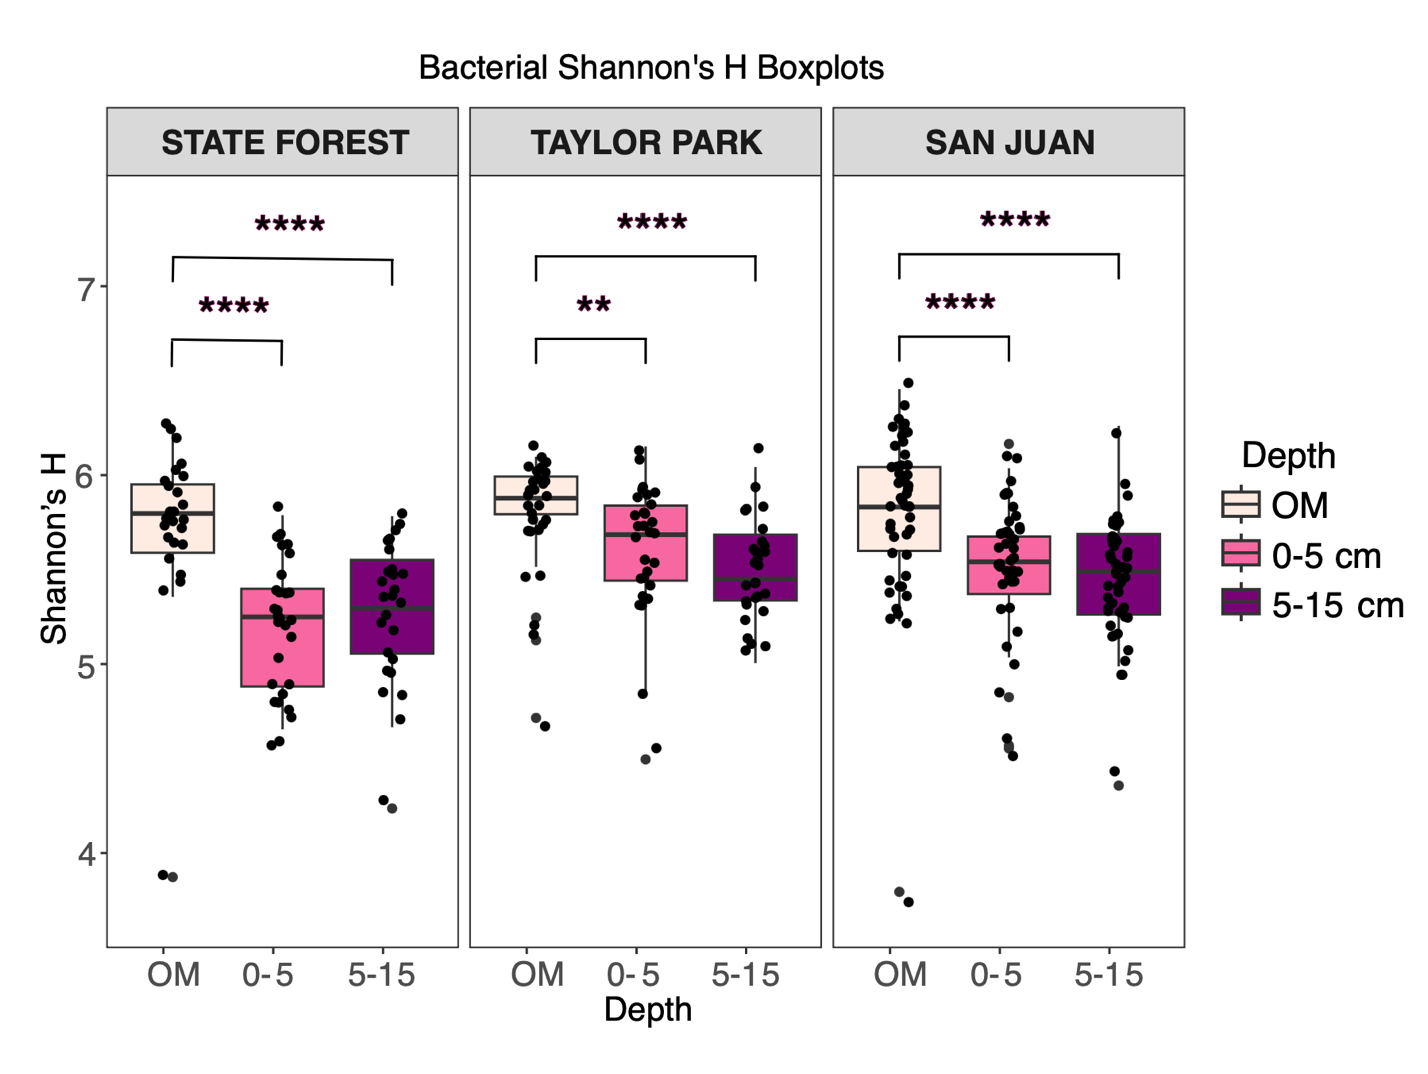 Bacterial Shannon's H Boxplots
STATE FOREST
TAYLOR PARK
SAN JUAN
****
****
****
**
****
****
Shannon's H
7
6
5
4
OM 0-5 5-15
OM 0-5 5-15
OM 0-5 5-15
Depth
Depth
OM
0-5 cm
5-15 cm